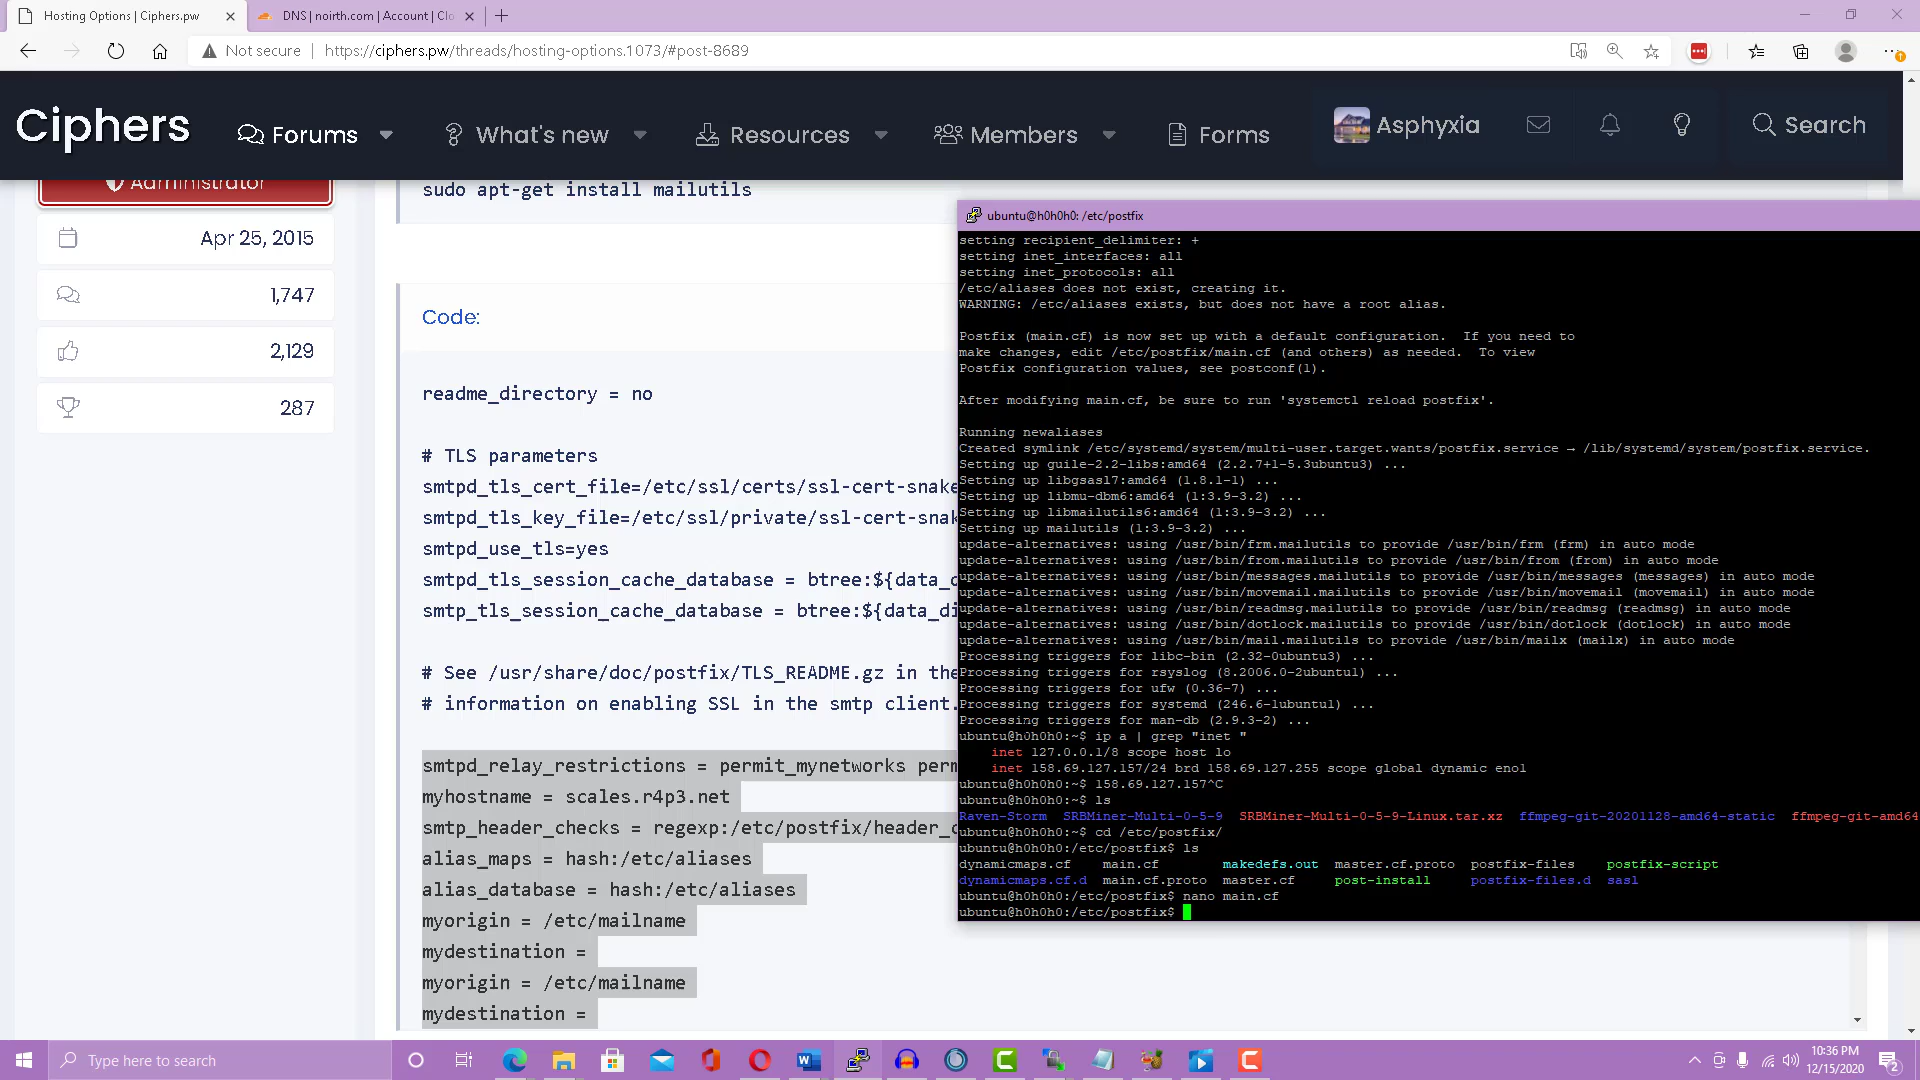 Hosting Options | Ciphers.pw
DNS | noirth.com | Account | Clo
Not secure
https://ciphers.pw/threads/hosting-options.1073/#post-8689
Ciphers
Forums
What's new
Resources
Members
Forms
Asphyxia
Search
Administrator
Apr 25, 2015
1,747
2,129
287
sudo apt-get install mailutils
Code:
readme_directory = no
# TLS parameters
smtpd_tls_cert_file=/etc/ssl/certs/ssl-cert-snake
smtpd_tls_key_file=/etc/ssl/private/ssl-cert-snak
smtpd_use_tls=yes
smtpd_tls_session_cache_database = btree:${data_d
smtp_tls_session_cache_database = btree:${data_di
# See /usr/share/doc/postfix/TLS_README.gz in the
# information on enabling SSL in the smtp client.
smtpd_relay_restrictions = permit_mynetworks perm
myhostname = scales.r4p3.net
smtp_header_checks = regexp:/etc/postfix/header_c
alias_maps = hash:/etc/aliases
alias_database = hash:/etc/aliases
myorigin = /etc/mailname
mydestination =
myorigin = /etc/mailname
mydestination =
ubuntu@h0h0h0: /etc/postfix
setting recipient_delimiter: +
setting inet_interfaces: all
setting inet_protocols: all
/etc/aliases does not exist, creating it.
WARNING: /etc/aliases exists, but does not have a root alias.
Postfix (main.cf) is now set up with a default configuration.  If you need to
make changes, edit /etc/postfix/main.cf (and others) as needed.  To view
Postfix configuration values, see postconf(1).
After modifying main.cf, be sure to run 'systemctl reload postfix'.
Running newaliases
Created symlink /etc/systemd/system/multi-user.target.wants/postfix.service → /lib/systemd/system/postfix.service.
Setting up guile-2.2-libs:amd64 (2.2.7+1-5.3ubuntu3) ...
Setting up libgsasl7:amd64 (1.8.1-1) ...
Setting up libmu-dbm6:amd64 (1:3.9-3.2) ...
Setting up libmailutils6:amd64 (1:3.9-3.2) ...
Setting up mailutils (1:3.9-3.2) ...
update-alternatives: using /usr/bin/frm.mailutils to provide /usr/bin/frm (frm) in auto mode
update-alternatives: using /usr/bin/from.mailutils to provide /usr/bin/from (from) in auto mode
update-alternatives: using /usr/bin/messages.mailutils to provide /usr/bin/messages (messages) in auto mode
update-alternatives: using /usr/bin/movemail.mailutils to provide /usr/bin/movemail (movemail) in auto mode
update-alternatives: using /usr/bin/readmsg.mailutils to provide /usr/bin/readmsg (readmsg) in auto mode
update-alternatives: using /usr/bin/dotlock.mailutils to provide /usr/bin/dotlock (dotlock) in auto mode
update-alternatives: using /usr/bin/mail.mailutils to provide /usr/bin/mailx (mailx) in auto mode
Processing triggers for libc-bin (2.32-0ubuntu3) ...
Processing triggers for rsyslog (8.2006.0-2ubuntu1) ...
Processing triggers for ufw (0.36-7) ...
Processing triggers for systemd (246.6-1ubuntu1) ...
Processing triggers for man-db (2.9.3-2) ...
ubuntu@h0h0h0:~$ ip a | grep "inet "
inet 127.0.0.1/8 scope host lo
inet 158.69.127.157/24 brd 158.69.127.255 scope global dynamic eno1
ubuntu@h0h0h0:~$ 158.69.127.157^C
ubuntu@h0h0h0:~$ ls
Raven-Storm  SRBMiner-Multi-0-5-9  SRBMiner-Multi-0-5-9-Linux.tar.xz  ffmpeg-git-20201128-amd64-static  ffmpeg-git-amd64
ubuntu@h0h0h0:~$ cd /etc/postfix/
ubuntu@h0h0h0:/etc/postfix$ ls
dynamicmaps.cf  main.cf  makedefs.out  master.cf.proto  postfix-files  postfix-script
dynamicmaps.cf.d  main.cf.proto  master.cf  post-install  postfix-files.d  sasl
ubuntu@h0h0h0:/etc/postfix$ nano main.cf
ubuntu@h0h0h0:/etc/postfix$
Type here to search
10:36 PM
12/15/2020
2